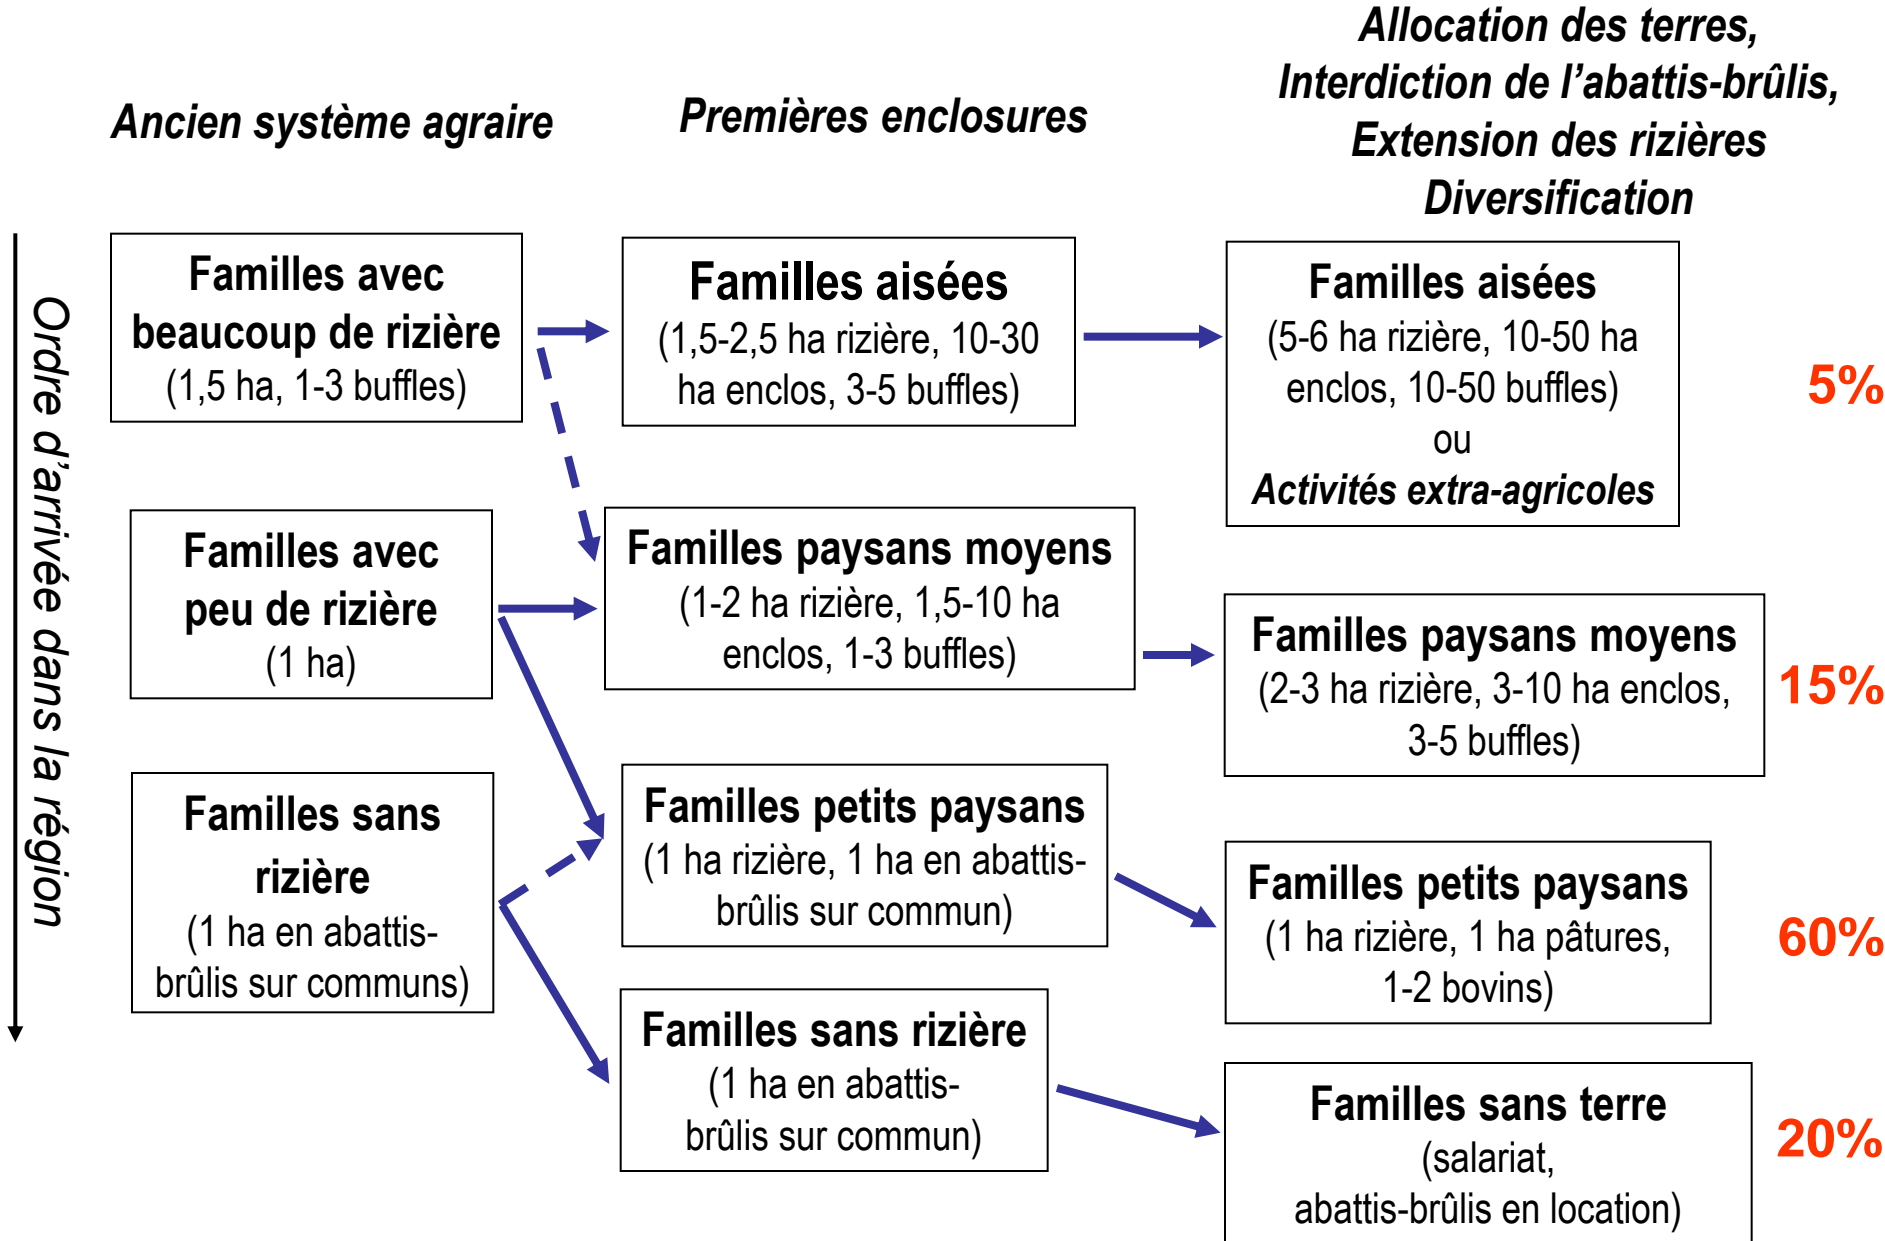 Ancien système agraire
Premières enclosures
Allocation des terres,
Interdiction de l’abattis-brûlis,
Extension des rizières
Diversification
Ordre d’arrivée dans la région
Familles avec
beaucoup de rizière
(1,5 ha, 1-3 buffles)
Familles avec
peu de rizière
(1 ha)
Familles sans
rizière
(1 ha en abattis-
brûlis sur communs)
Familles aisées
(1,5-2,5 ha rizière, 10-30
ha enclos, 3-5 buffles)
Familles paysans moyens
(1-2 ha rizière, 1,5-10 ha
enclos, 1-3 buffles)
Familles petits paysans
(1 ha rizière, 1 ha en abattis-
brûlis sur commun)
Familles sans rizière
(1 ha en abattis-
brûlis sur commun)
Familles aisées
(5-6 ha rizière, 10-50 ha
enclos, 10-50 buffles)
ou
Activités extra-agricoles
5%
Familles paysans moyens
(2-3 ha rizière, 3-10 ha enclos,
3-5 buffles)
15%
Familles petits paysans
(1 ha rizière, 1 ha pâtures,
1-2 bovins)
60%
Familles sans terre
(salariat,
abattis-brûlis en location)
20%